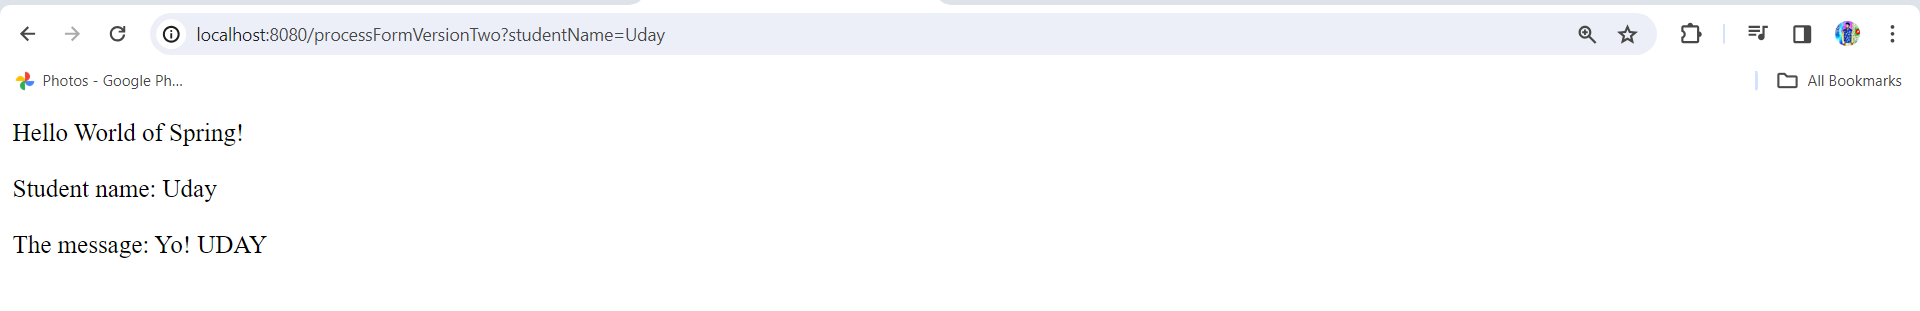 localhost:8080/processFormVersionTwo?studentName=Uday
Photos - Google Ph...
All Bookmarks
Hello World of Spring!
Student name: Uday
The message: Yo! UDAY